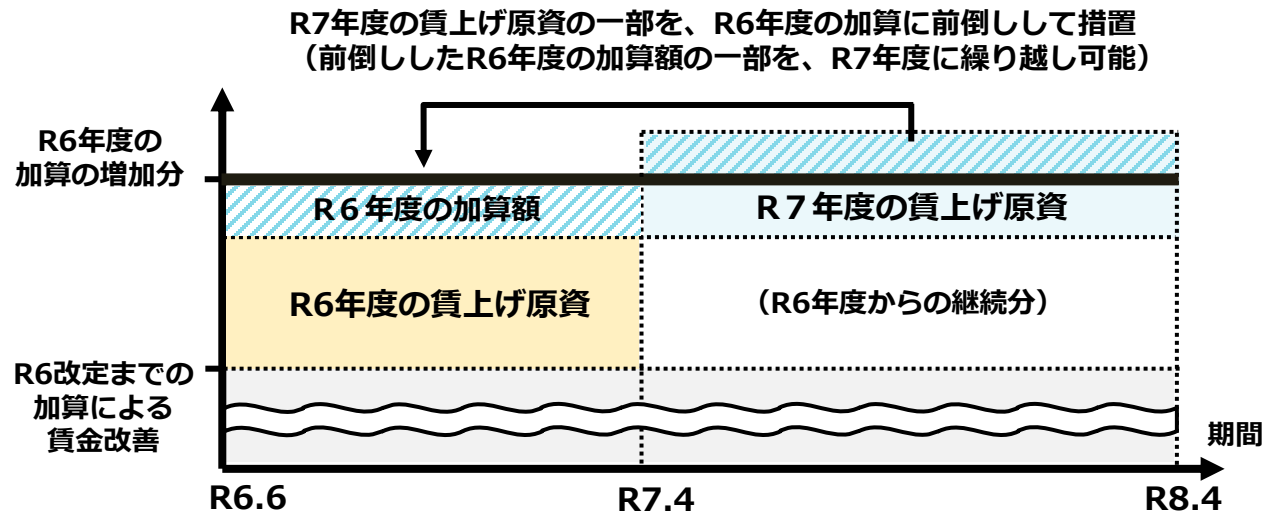 R7年度の賃上げ原資の一部を、R6年度の加算に前倒しして措置
（前倒ししたR6年度の加算額の一部を、R7年度に繰り越し可能）
R6年度の
加算の増加分
R６年度の加算額
R７年度の賃上げ原資
R6年度の賃上げ原資
（R6年度からの継続分）
R6改定までの
加算による
賃金改善
期間
R6.6
R7.4
R8.4